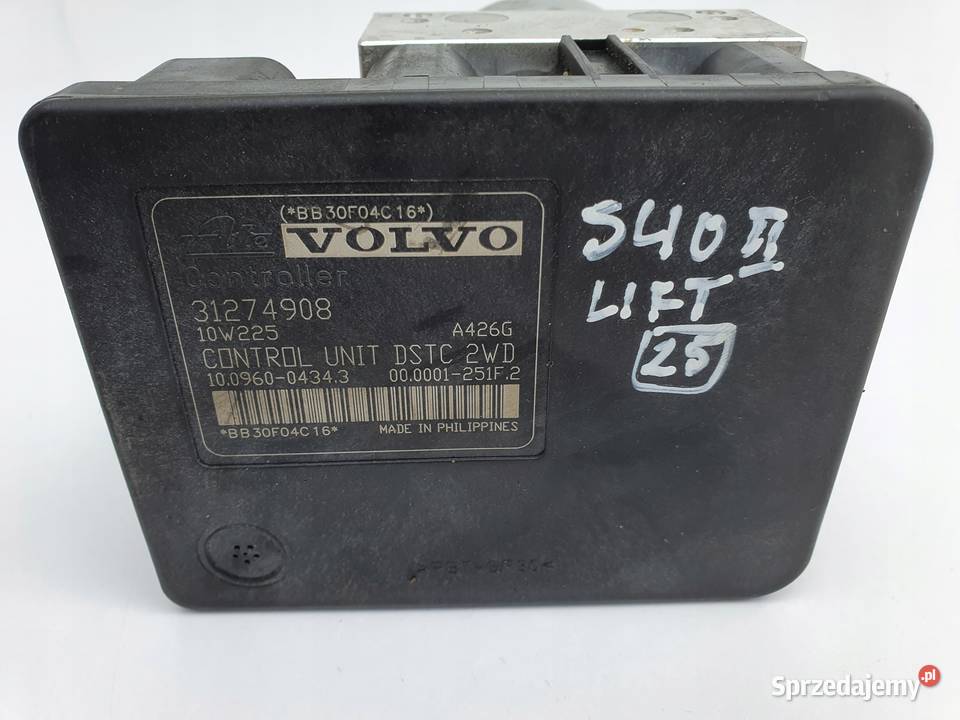 (*BB30F04C16*)
Ate VOLVO
Controller
31274908
10W225 A426G
CONTROL UNIT DSTC 2WD
10.0960-0434.3 00.0001-251F.2
*BB30F04C16* MADE IN PHILIPPINES
S40 II
LIFT
25
Sprzedajemy.pl